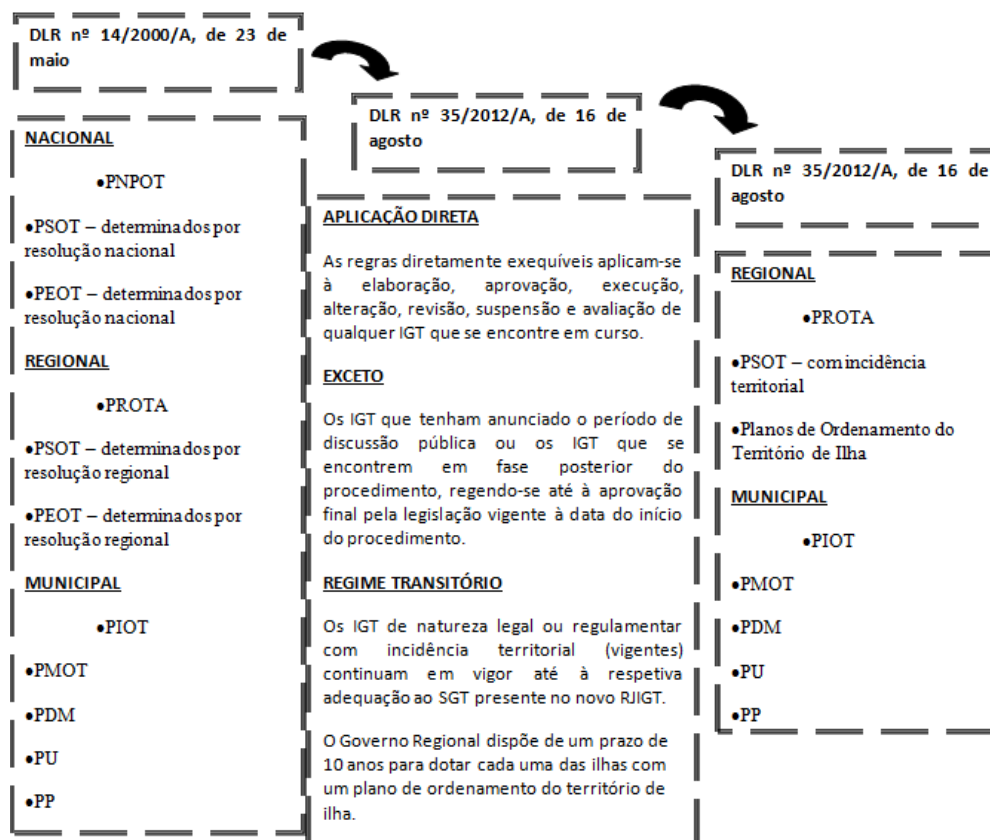 DLR nº 14/2000/A, de 23 de
maio
NACIONAL
•PNPOT
•PSOT – determinados por
resolução nacional
•PEOT – determinados por
resolução nacional
REGIONAL
•PROTA
•PSOT – determinados por
resolução regional
•PEOT – determinados por
resolução regional
MUNICIPAL
•PIOT
•PMOT
•PDM
•PU
•PP
DLR nº 35/2012/A, de 16 de
agosto
APLICAÇÃO DIRETA
As regras diretamente exequíveis aplicam-se
à elaboração, aprovação, execução,
alteração, revisão, suspensão e avaliação de
qualquer IGT que se encontre em curso.
EXCETO
Os IGT que tenham anunciado o período de
discussão pública ou os IGT que se
encontrem em fase posterior do
procedimento, regendo-se até à aprovação
final pela legislação vigente à data do início
do procedimento.
REGIME TRANSITÓRIO
Os IGT de natureza legal ou regulamentar
com incidência territorial (vigentes)
continuam em vigor até à respetiva
adequação ao SGT presente no novo RJIGT.
O Governo Regional dispõe de um prazo de
10 anos para dotar cada uma das ilhas com
um plano de ordenamento do território de
ilha.
DLR nº 35/2012/A, de 16 de
agosto
REGIONAL
•PROTA
•PSOT – com incidência
territorial
•Planos de Ordenamento do
Território de Ilha
MUNICIPAL
•PIOT
•PMOT
•PDM
•PU
•PP